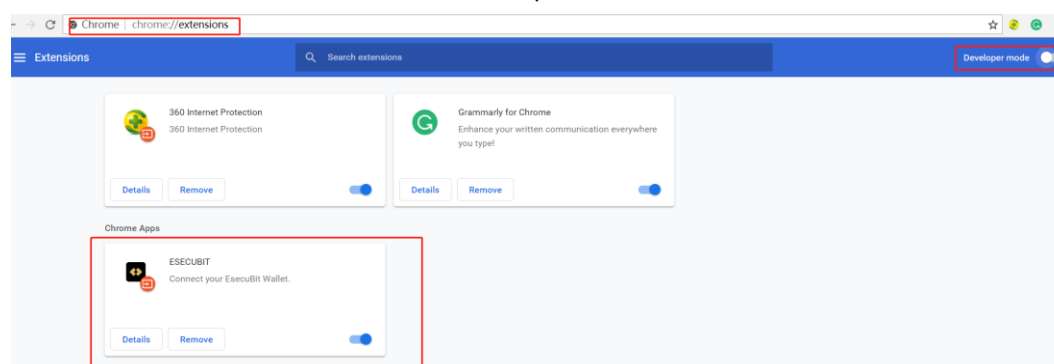 Chrome | chrome://extensions
Extensions
Search extensions
Developer mode
360 Internet Protection
360 Internet Protection
Details
Remove
Grammarly for Chrome
Enhance your written communication everywhere
you type!
Details
Remove
Chrome Apps
ESECUBIT
Connect your EsecuBit Wallet.
Details
Remove